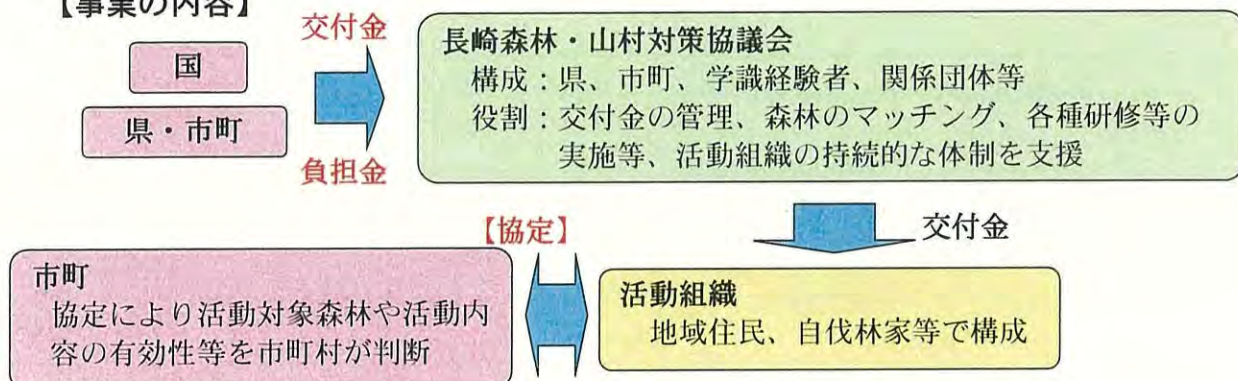 【事業の内容】
国
県・市町
交付金
負担金
長崎森林・山村対策協議会
構成：県、市町、学識経験者、関係団体等
役割：交付金の管理、森林のマッチング、各種研修等の
実施等、活動組織の持続的な体制を支援
交付金
【協定】
市町
協定により活動対象森林や活動内
容の有効性等を市町村が判断
活動組織
地域住民、自伐林家等で構成